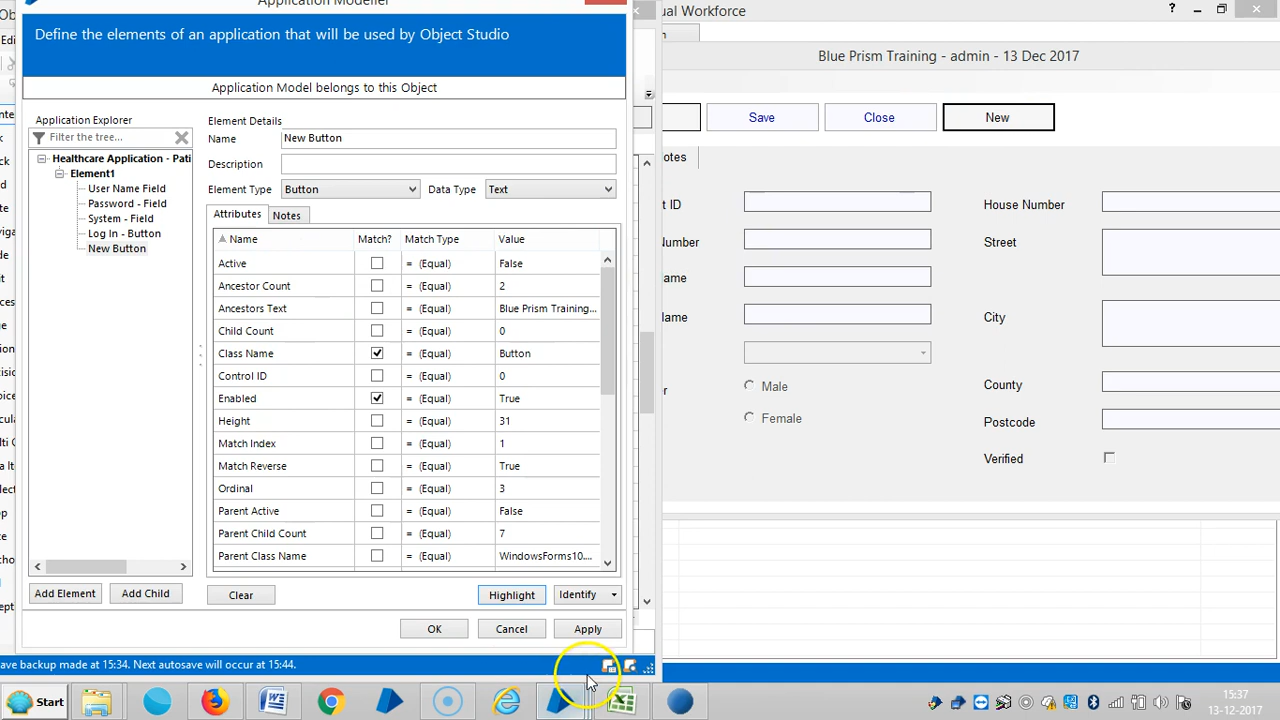 Application Modeller
Define the elements of an application that will be used by Object Studio
Application Model belongs to this Object
Application Explorer
Filter the tree...
Healthcare Application - Pati
Element1
User Name Field
Password - Field
System - Field
Log In - Button
New Button
Add Element
Add Child
Element Details
Name
New Button
Description
Element Type
Button
Data Type
Text
Attributes
Notes
Name Match? Match Type Value
Active = (Equal) False
Ancestor Count = (Equal) 2
Ancestors Text = (Equal) Blue Prism Training...
Child Count = (Equal) 0
Class Name = (Equal) Button
Control ID = (Equal) 0
Enabled = (Equal) True
Height = (Equal) 31
Match Index = (Equal) 1
Match Reverse = (Equal) True
Ordinal = (Equal) 3
Parent Active = (Equal) False
Parent Child Count = (Equal) 7
Parent Class Name = (Equal) WindowsForms10....
Clear
Highlight
Identify
OK
Cancel
Apply
ave backup made at 15:34. Next autosave will occur at 15:44.
ual Workforce
Blue Prism Training - admin - 13 Dec 2017
Save
Close
New
otes
t ID
House Number
Number
Street
ame
Name
City
Male
County
Female
Postcode
Verified
Start
15:37
13-12-2017